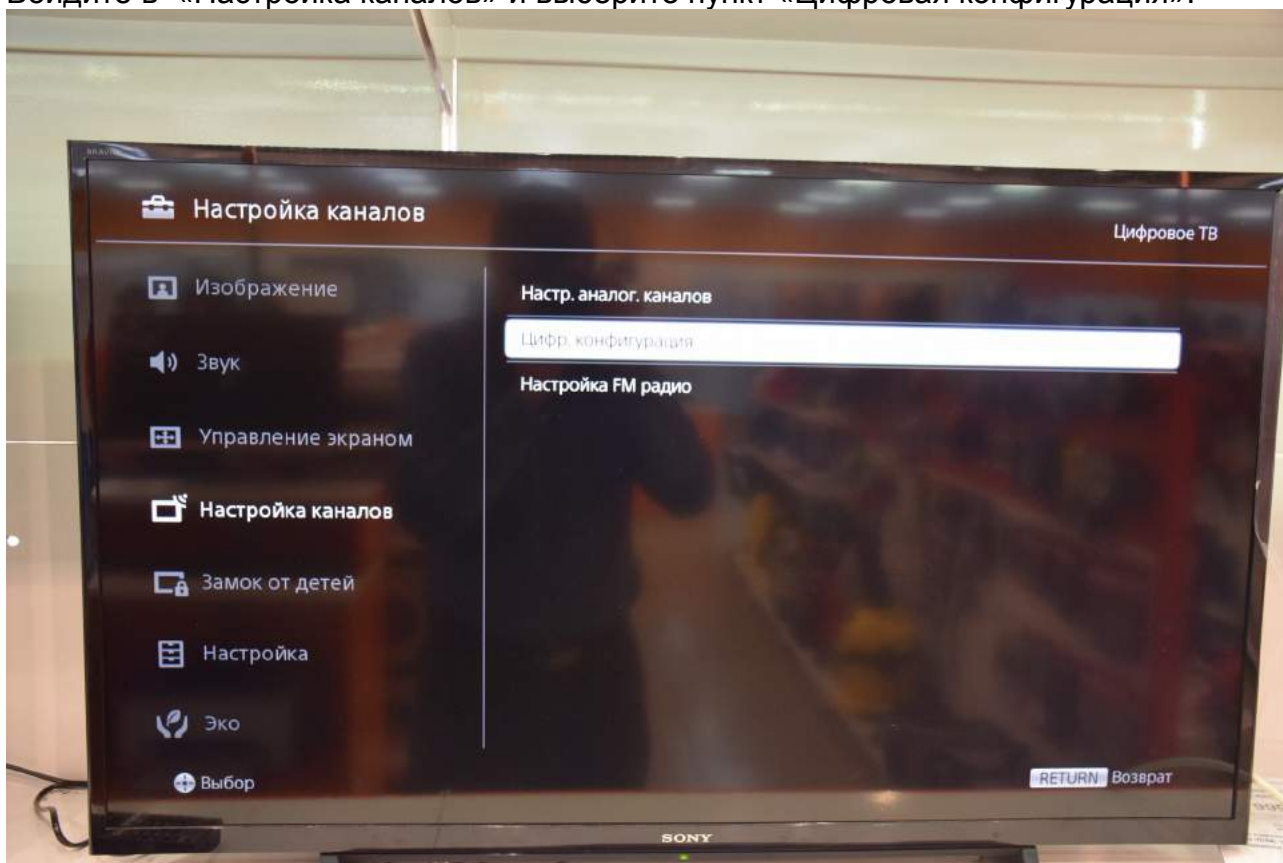 Войдите в «Настройка каналов» и выберите пункт «Цифровая конфигурация».
BRAVIA
Настройка каналов
Цифровое ТВ
Изображение
Звук
Управление экраном
Настройка каналов
Замок от детей
Настройка
Эко
Настр. аналог. каналов
Цифр. конфигурация
Настройка FM радио
Выбор
RETURN Возврат
SONY